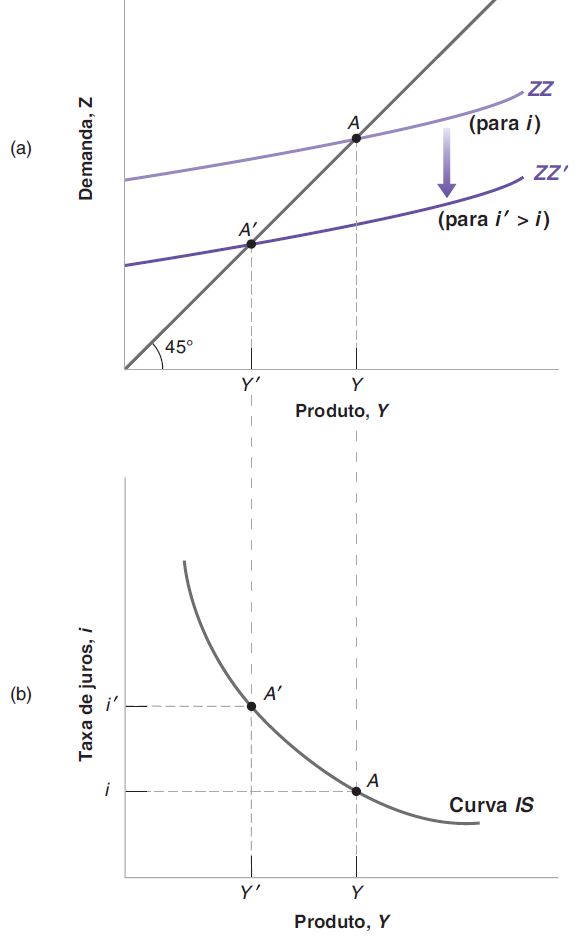 (a)
Demanda, Z
A
ZZ
(para i)
ZZ′
(para i′ > i)
A′
45°
Y′
Y
Produto, Y
(b)
Taxa de juros, i
i′
A′
i
A
Curva IS
Y′
Y
Produto, Y